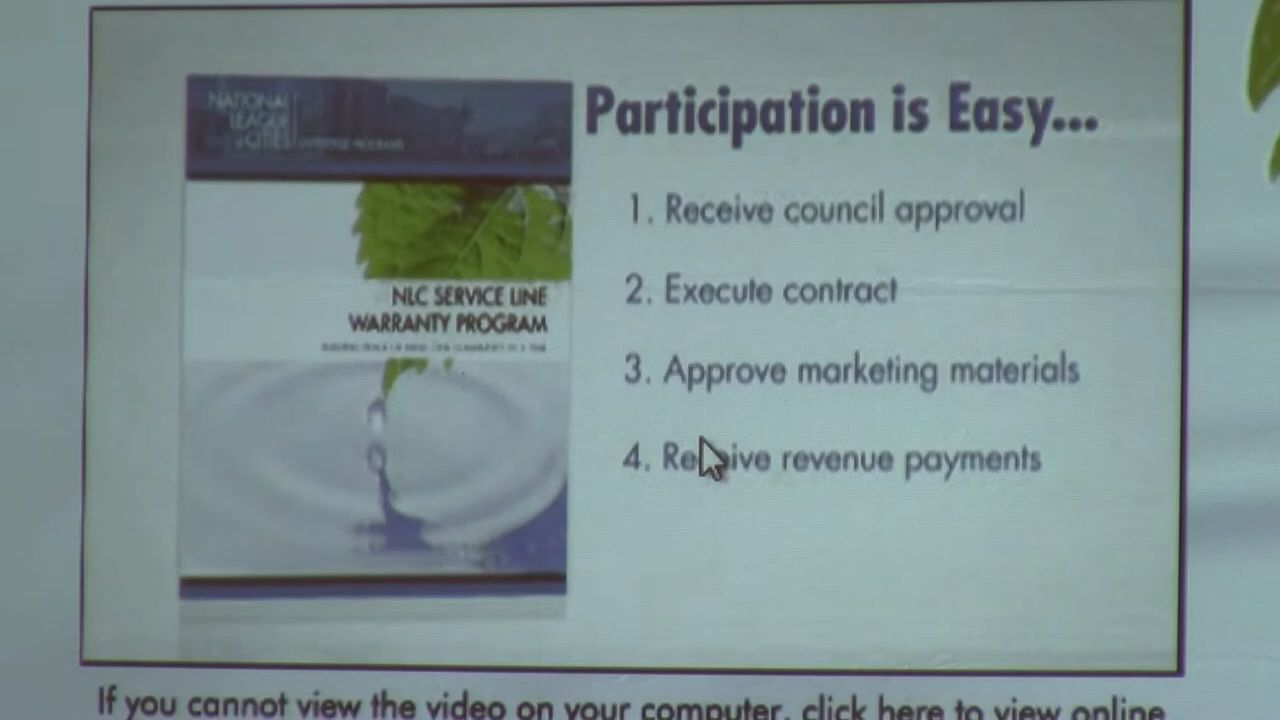 NATIONAL
LEAGUE
of CITIES
Participation is Easy...
1. Receive council approval
2. Execute contract
3. Approve marketing materials
4. Receive revenue payments
NLC SERVICE LINE
WARRANTY PROGRAM
If you cannot view the video on your computer, click here to view online